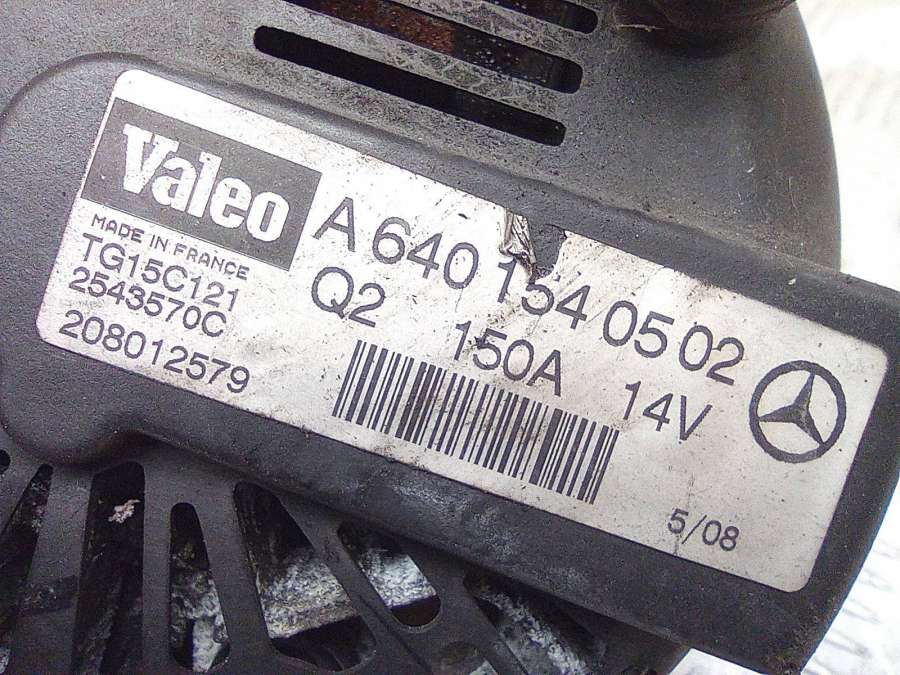 Valeo
MADE IN FRANCE
TG15C121
2543570C
208012579
A 640 154 05 02
Q2 150A 14V
5/08